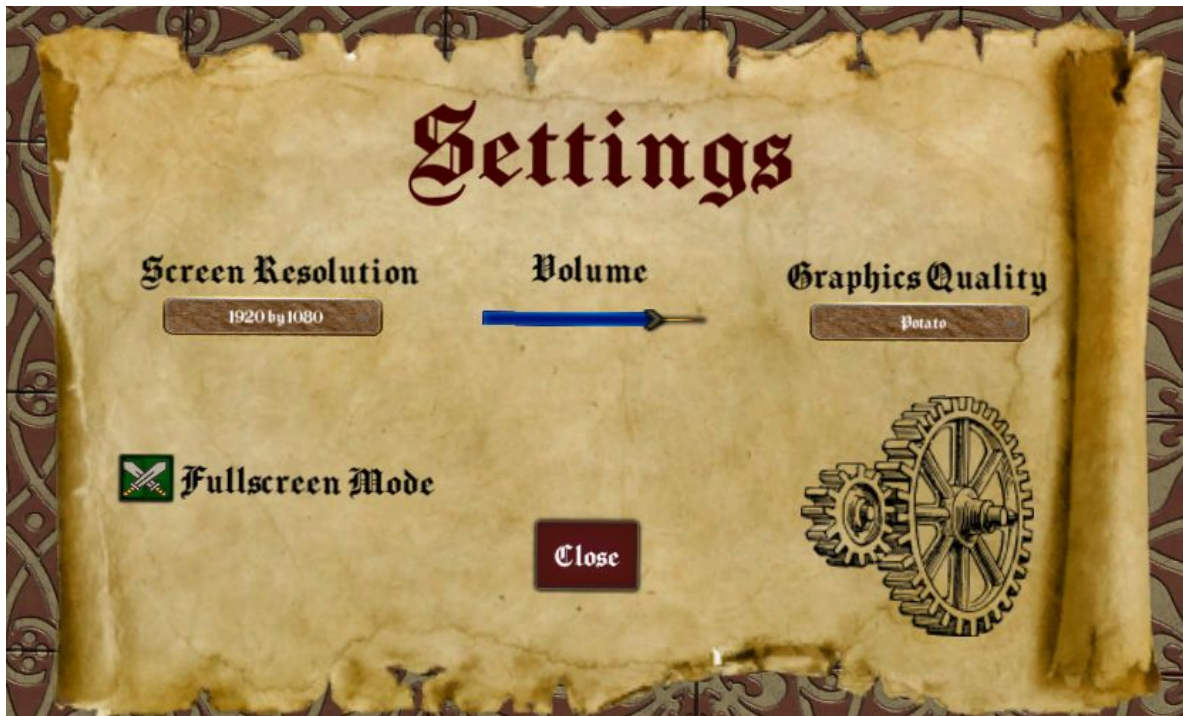 Settings
Screen Resolution
1920 by 1080
Volume
Graphics Quality
Potato
Fullscreen Mode
Close